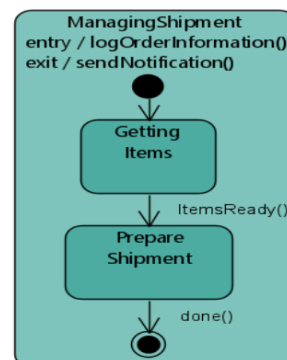 ManagingShipment
entry / logOrderInformation()
exit / sendNotification()
Getting
Items
ItemsReady()
Prepare
Shipment
done()